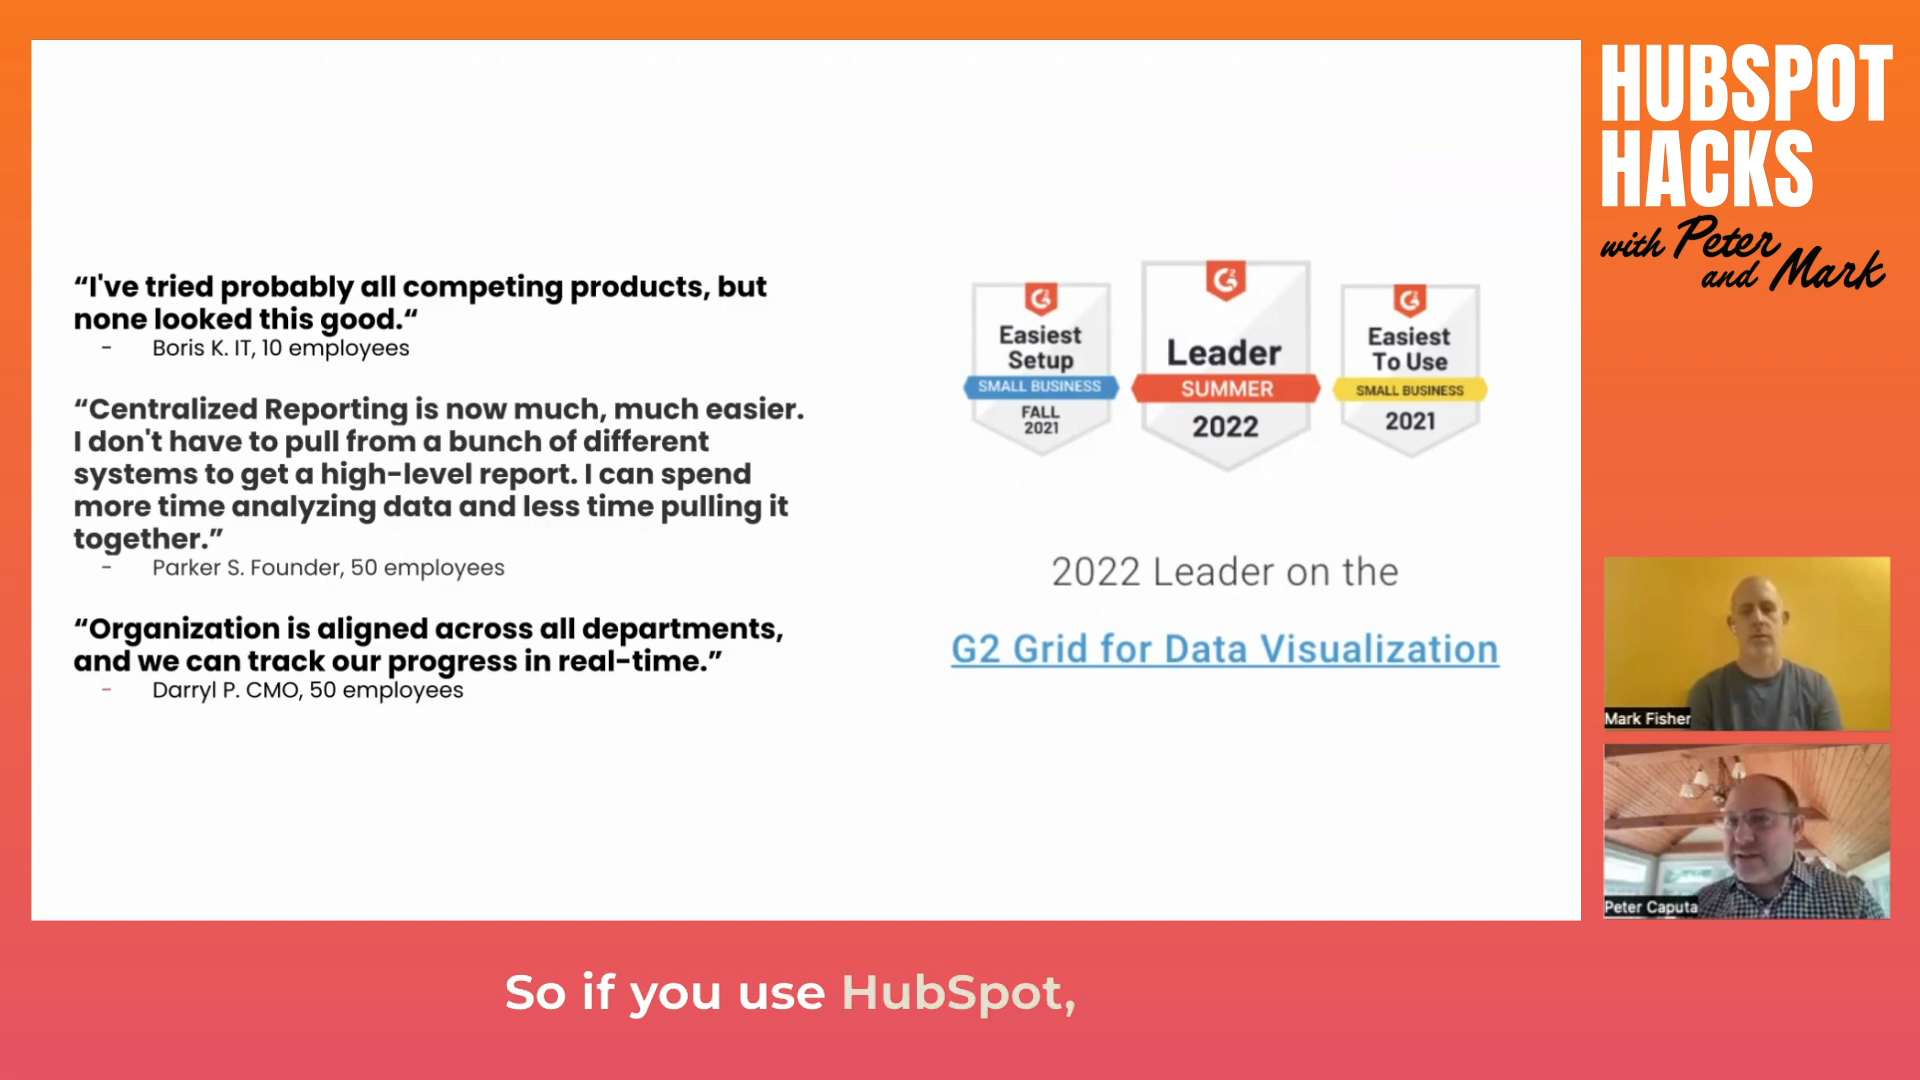 HUBSPOT
HACKS
with Peter
and Mark
“I've tried probably all competing products, but
none looked this good.“
- Boris K. IT, 10 employees
“Centralized Reporting is now much, much easier.
I don't have to pull from a bunch of different
systems to get a high-level report. I can spend
more time analyzing data and less time pulling it
together.”
- Parker S. Founder, 50 employees
“Organization is aligned across all departments,
and we can track our progress in real-time.”
- Darryl P. CMO, 50 employees
G2
Easiest
Setup
SMALL BUSINESS
FALL
2021
G2
Leader
SUMMER
2022
G2
Easiest
To Use
SMALL BUSINESS
2021
2022 Leader on the
G2 Grid for Data Visualization
Mark Fisher
Peter Caputa
So if you use HubSpot,